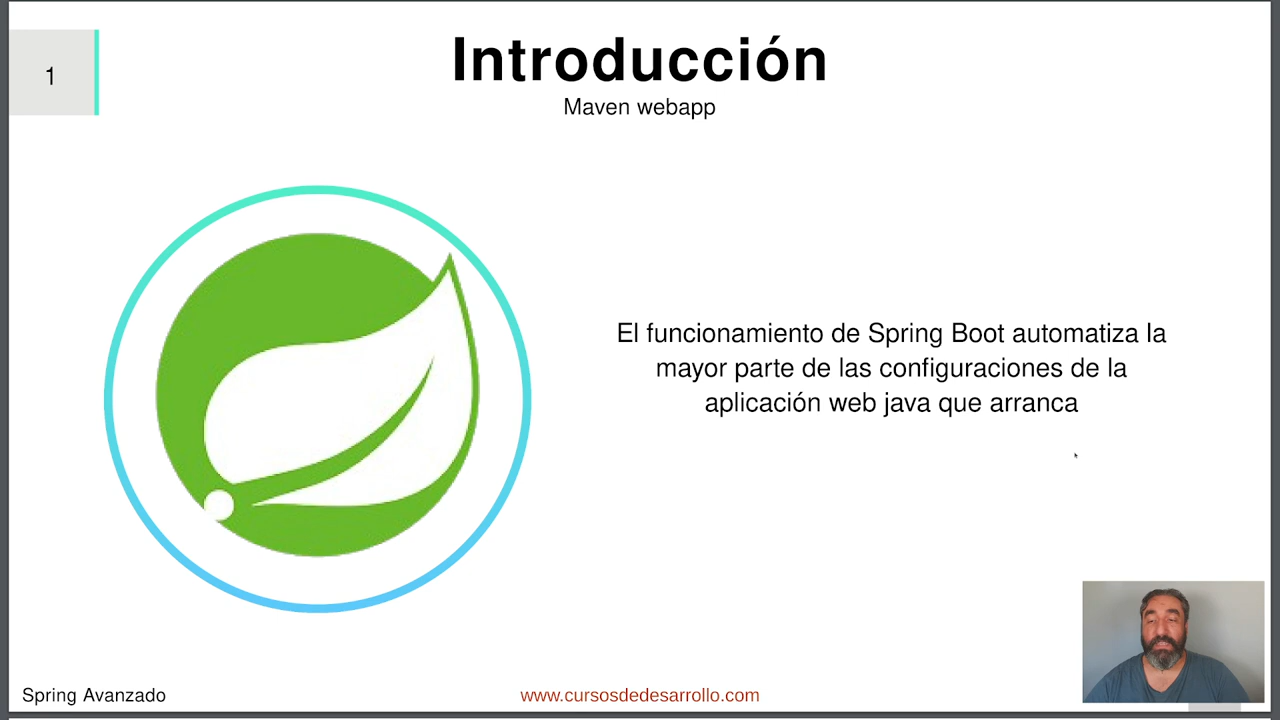 1
Introducción
Maven webapp
El funcionamiento de Spring Boot automatiza la
mayor parte de las configuraciones de la
aplicación web java que arranca
Spring Avanzado
www.cursosdedesarrollo.com